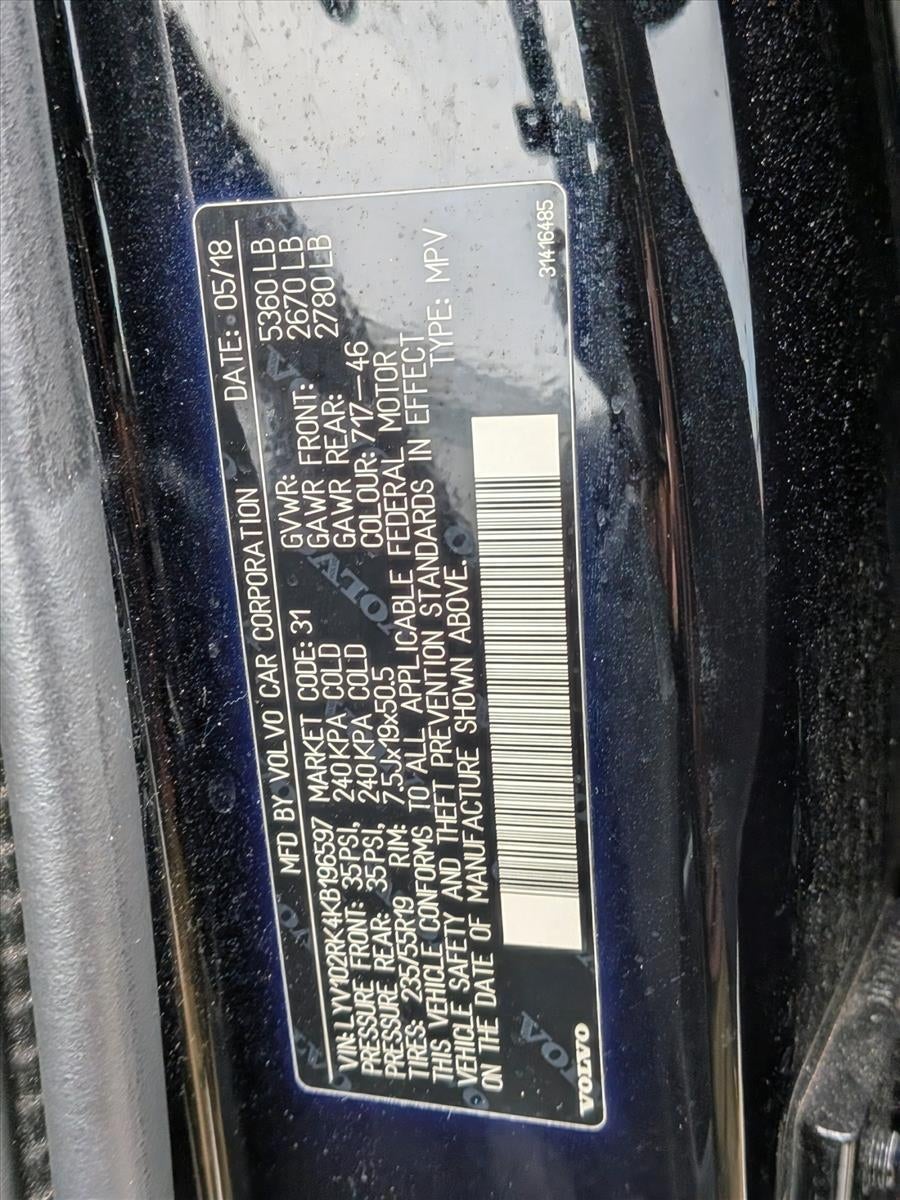 MFD BY VOLVO CAR CORPORATION DATE: 05/18
VIN: LYV102RK4KB196597 MARKET CODE: 31 GVWR: 5360 LB
PRESSURE FRONT: 35PSI, 240KPA COLD GAWR FRONT: 2670 LB
PRESSURE REAR: 35PSI, 240KPA COLD GAWR REAR: 2780 LB
TIRES: 235/55R19 RIM: 7.5Jx19x50.5 COLOUR: 717-46
THIS VEHICLE CONFORMS TO ALL APPLICABLE FEDERAL MOTOR
VEHICLE SAFETY AND THEFT PREVENTION STANDARDS IN EFFECT
ON THE DATE OF MANUFACTURE SHOWN ABOVE. TYPE: MPV
VOLVO 31416485